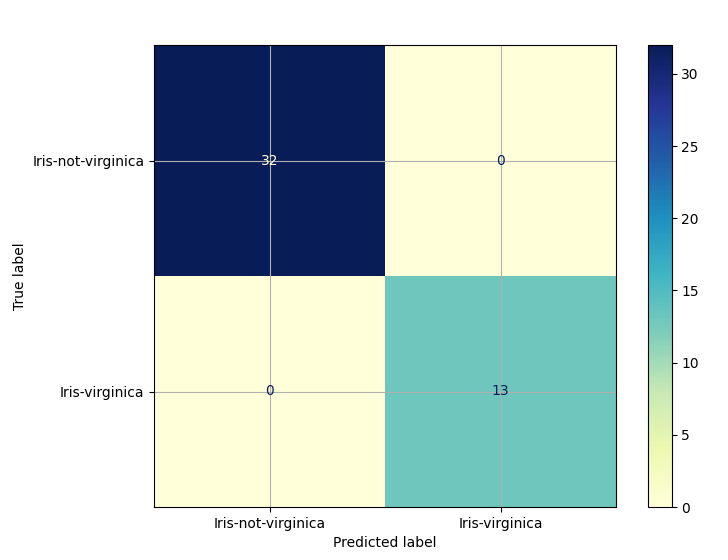 Iris-not-virginica
32
0
Iris-virginica
0
13
True label
Iris-not-virginica
Iris-virginica
Predicted label
30
25
20
15
10
5
0